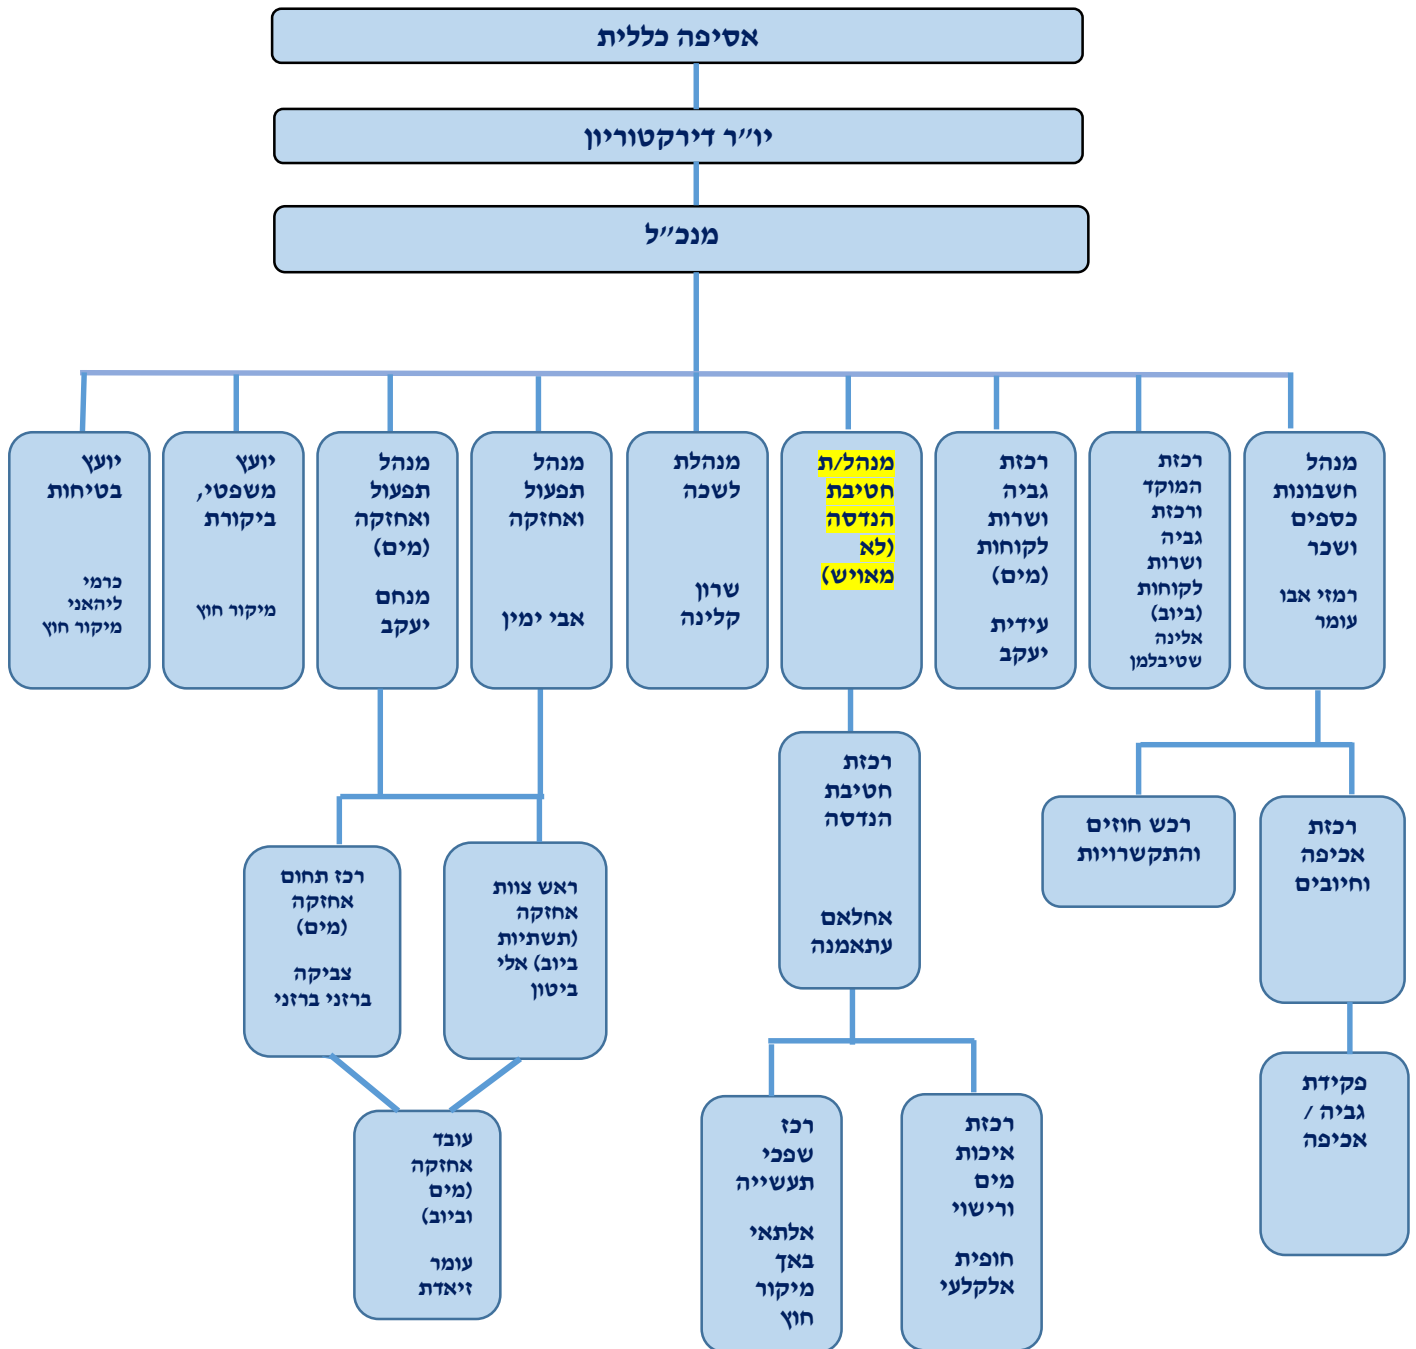 אסיפה כללית
יו"ר דירקטוריון
מנכ"ל
מנהל
חשבונות
כספים
ושכר
רמזי אבו
עומר
רכזת
המוקד
ורכזת
גביה
ושרות
לקוחות
(ביוב)
אלינה
שטיבלמן
רכזת
גביה
ושרות
לקוחות
(מים)
עידית
יעקב
מנהל/ת
חטיבת
הנדסה
(לא
מאויש)
מנהלת
לשכה
שרון
קלינה
מנהל
תפעול
ואחזקה
אבי ימין
מנהל
תפעול
ואחזקה
(מים)
מנחם
יעקב
יועץ
משפטי,
ביקורת
מיקור חוץ
יועץ
בטיחות
כרמי
ליהאני
מיקור חוץ
רכזת
אכיפה
וחיובים
רכש חוזים
והתקשרויות
רכזת
חטיבת
הנדסה
אחלאם
עתאמנה
ראש צוות
אחזקה
(תשתיות
ביוב) אלי
ביטון
רכז תחום
אחזקה
(מים)
צביקה
ברזני ברזני
פקידת
גביה /
אכיפה
רכזת
איכות
מים
ורישוי
חופית
אלקלעי
רכז
שפכי
תעשייה
אלתאי
באך
מיקור
חוץ
עובד
אחזקה
(מים
וביוב)
עומר
זיאדת